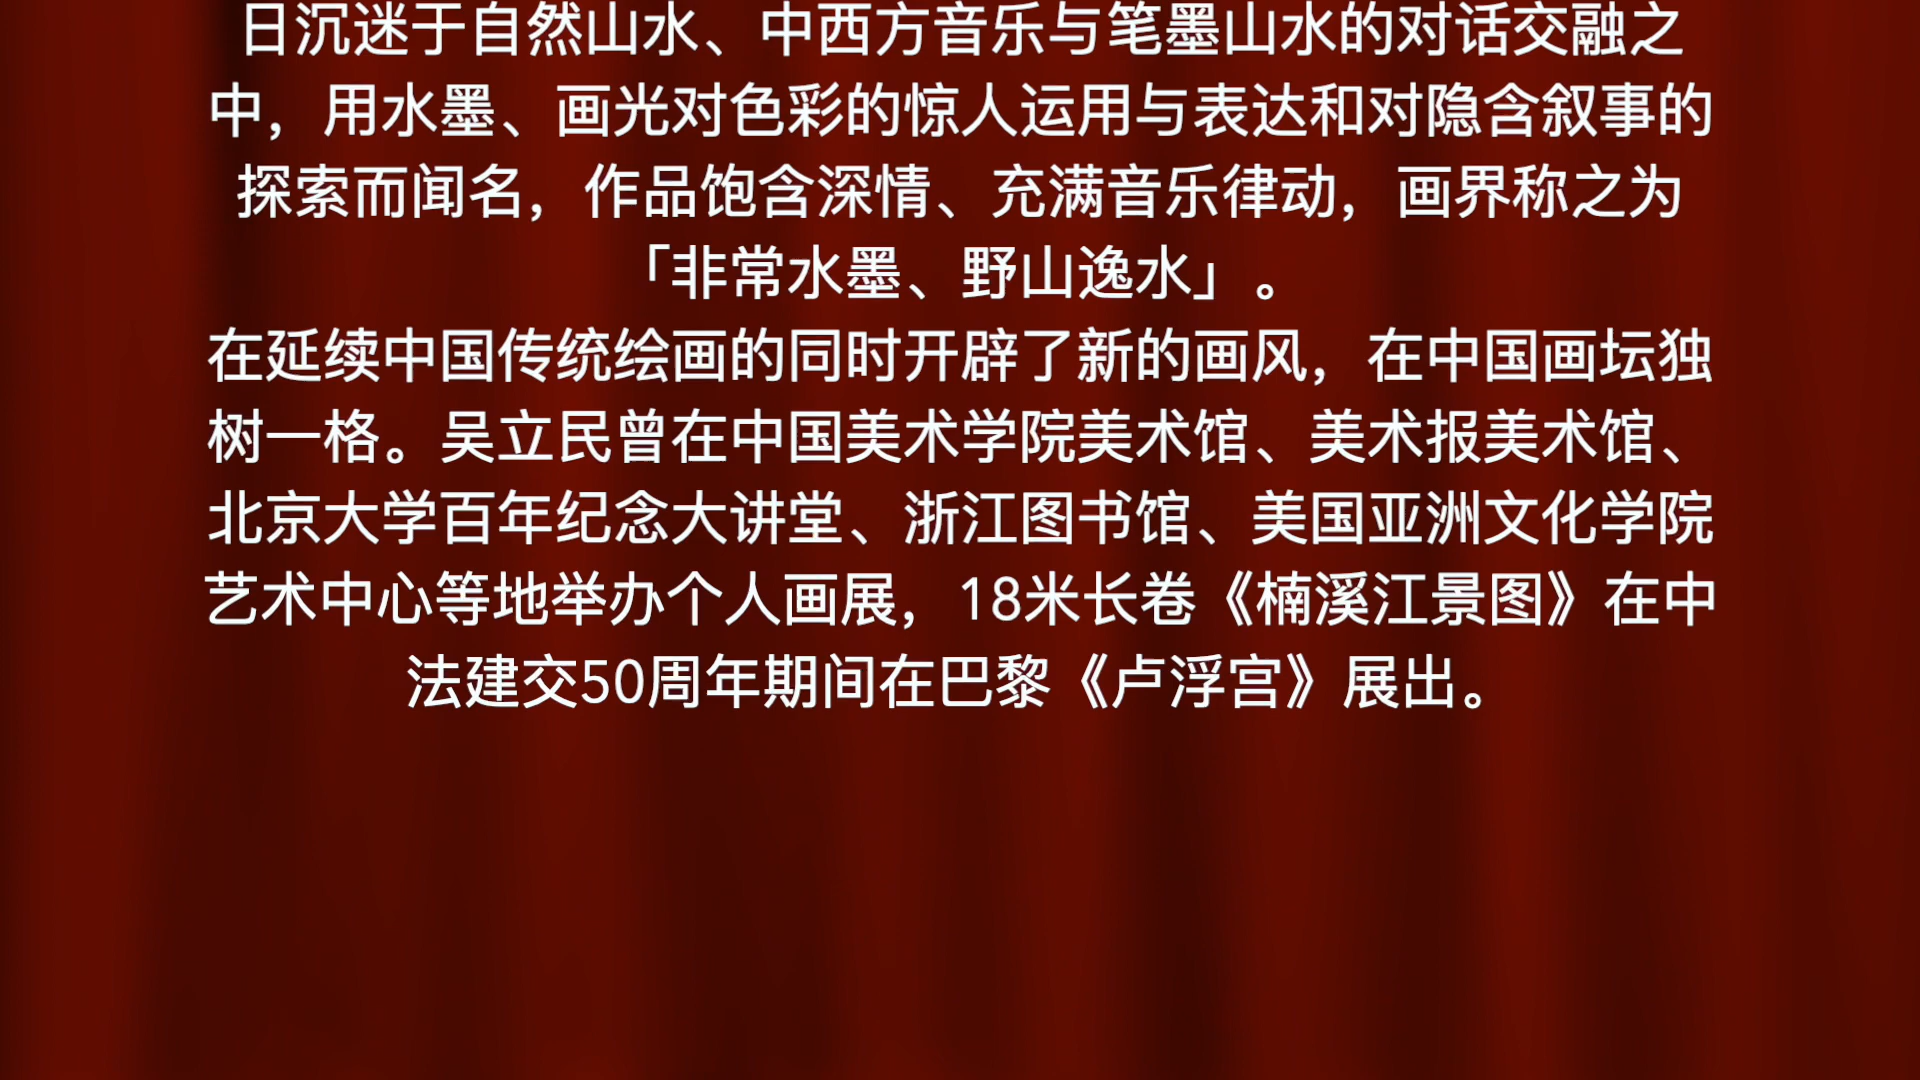 日沉迷于自然山水、中西方音乐与笔墨山水的对话交融之
中，用水墨、画光对色彩的惊人运用与表达和对隐含叙事的
探索而闻名，作品饱含深情、充满音乐律动，画界称之为
「非常水墨、野山逸水」。
在延续中国传统绘画的同时开辟了新的画风，在中国画坛独
树一格。吴立民曾在中国美术学院美术馆、美术报美术馆、
北京大学百年纪念大讲堂、浙江图书馆、美国亚洲文化学院
艺术中心等地举办个人画展，18米长卷《楠溪江景图》在中
法建交50周年期间在巴黎《卢浮宫》展出。